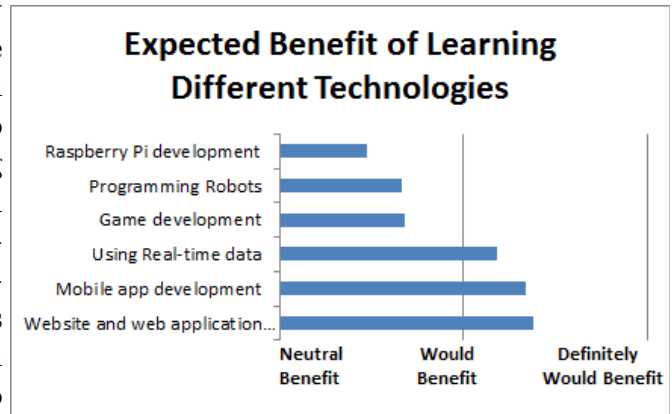 Expected Benefit of Learning
Different Technologies
Raspberry Pi development
Programming Robots
Game development
Using Real-time data
Mobile app development
Website and web application…
Neutral Would Definitely
Benefit Benefit Would Benefit